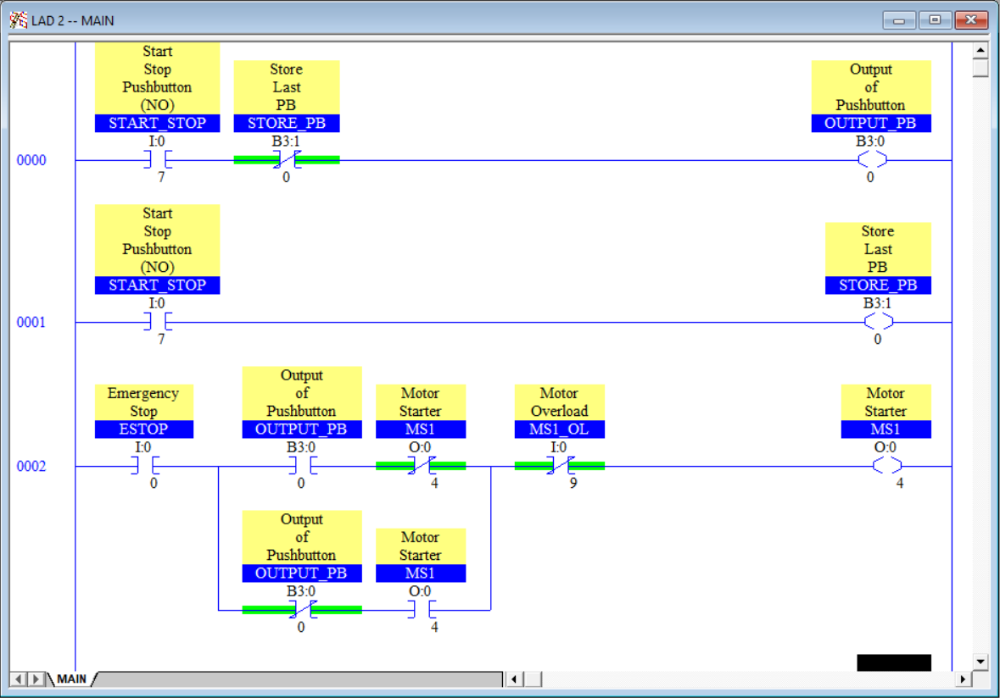 LAD 2 -- MAIN
Start
Stop
Pushbutton
(NO)
START_STOP
I:0
7
Store
Last
PB
STORE_PB
B3:1
0
Output
of
Pushbutton
OUTPUT_PB
B3:0
0
0000
Start
Stop
Pushbutton
(NO)
START_STOP
I:0
7
Store
Last
PB
STORE_PB
B3:1
0
0001
Emergency
Stop
ESTOP
I:0
0
Output
of
Pushbutton
OUTPUT_PB
B3:0
0
Motor
Starter
MS1
O:0
4
Motor
Overload
MS1_OL
I:0
9
Motor
Starter
MS1
O:0
4
0002
Output
of
Pushbutton
OUTPUT_PB
B3:0
0
Motor
Starter
MS1
O:0
4
MAIN